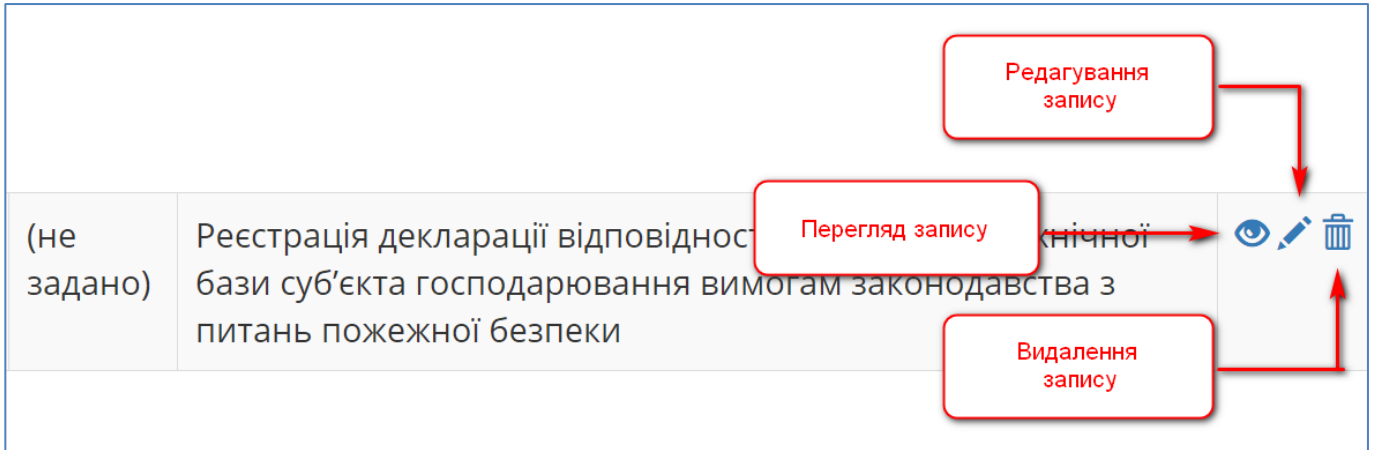 Редагування
запису
(не
задано)
Реєстрація декларації відповідност
хнічної
бази суб’єкта господарювання вимогам законодавства з
питань пожежної безпеки
Перегляд запису
Видалення
запису